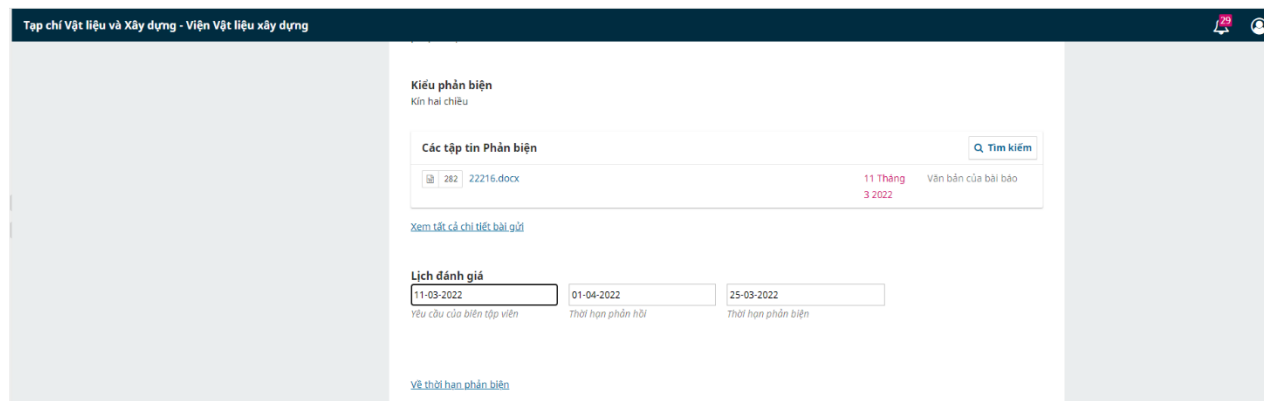 Tạp chí Vật liệu và Xây dựng - Viện Vật liệu xây dựng
29
Kiểu phản biện
Kín hai chiều
Các tập tin Phản biện
Tìm kiếm
282 22216.docx 11 Tháng 3 2022 Văn bản của bài báo
Xem tất cả chi tiết bài gửi
Lịch đánh giá
11-03-2022 01-04-2022 25-03-2022
Yêu cầu của biên tập viên Thời hạn phản hồi Thời hạn phản biện
Về thời hạn phản biện